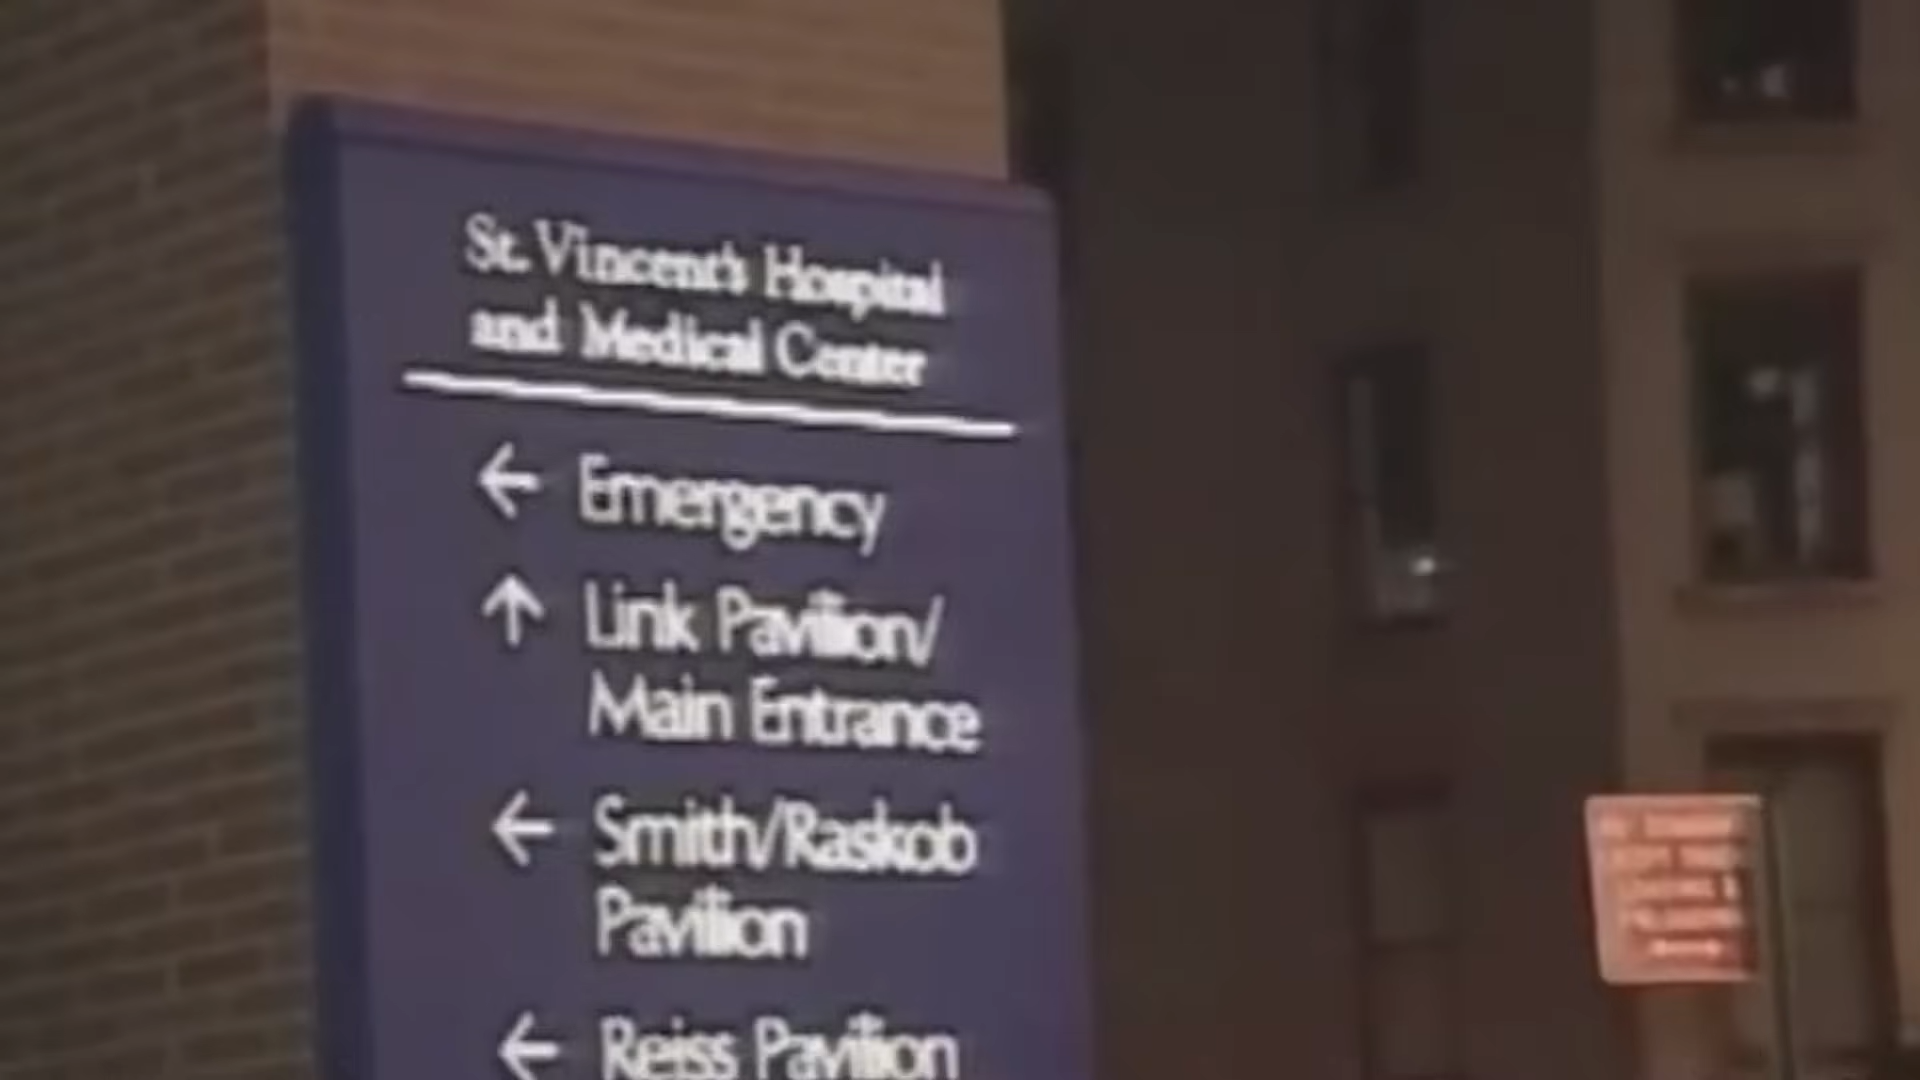 St. Vincent's Hospital
and Medical Center
← Emergency
↑ Link Pavilion/
Main Entrance
← Smith/Raskob
Pavilion
← Reiss Pavilion